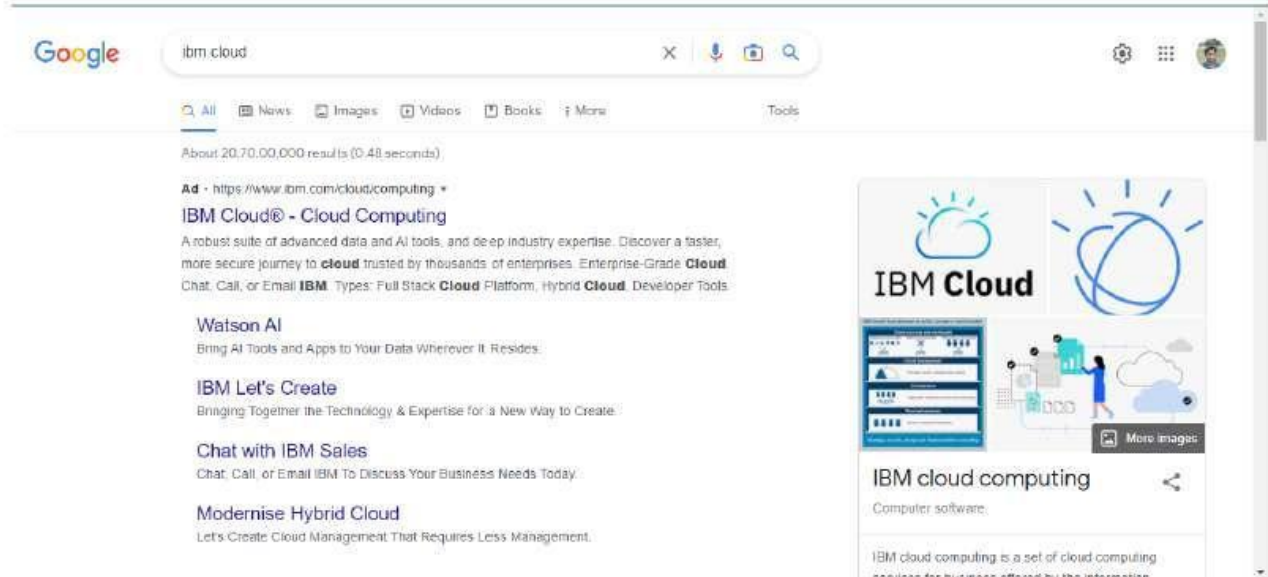 Google
ibm cloud
All News Images Videos Books More Tools
About 20,70,00,000 results (0.48 seconds)
Ad · https://www.ibm.com/cloud/computing
IBM Cloud® - Cloud Computing
A robust suite of advanced data and AI tools, and deep industry expertise. Discover a faster,
more secure journey to cloud trusted by thousands of enterprises. Enterprise-Grade Cloud.
Chat, Call, or Email IBM. Types: Full Stack Cloud Platform, Hybrid Cloud, Developer Tools.
Watson AI
Bring AI Tools and Apps to Your Data Wherever It Resides.
IBM Let's Create
Bringing Together the Technology & Expertise for a New Way to Create.
Chat with IBM Sales
Chat, Call, or Email IBM To Discuss Your Business Needs Today.
Modernise Hybrid Cloud
Let's Create Cloud Management That Requires Less Management.
IBM Cloud
More images
IBM cloud computing
Computer software
IBM cloud computing is a set of cloud computing
services for business offered by the information